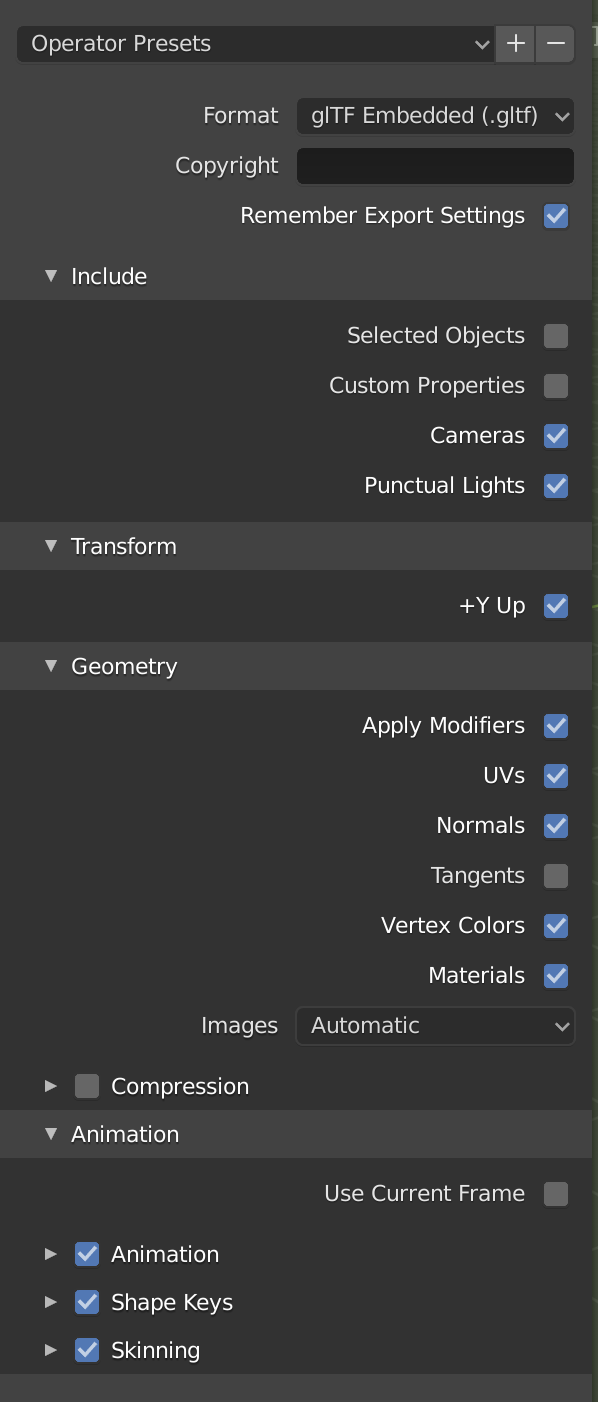 Operator Presets
Format glTF Embedded (.gltf)
Copyright
Remember Export Settings
Include
Selected Objects
Custom Properties
Cameras
Punctual Lights
Transform
+Y Up
Geometry
Apply Modifiers
UVs
Normals
Tangents
Vertex Colors
Materials
Images Automatic
Compression
Animation
Use Current Frame
Animation
Shape Keys
Skinning